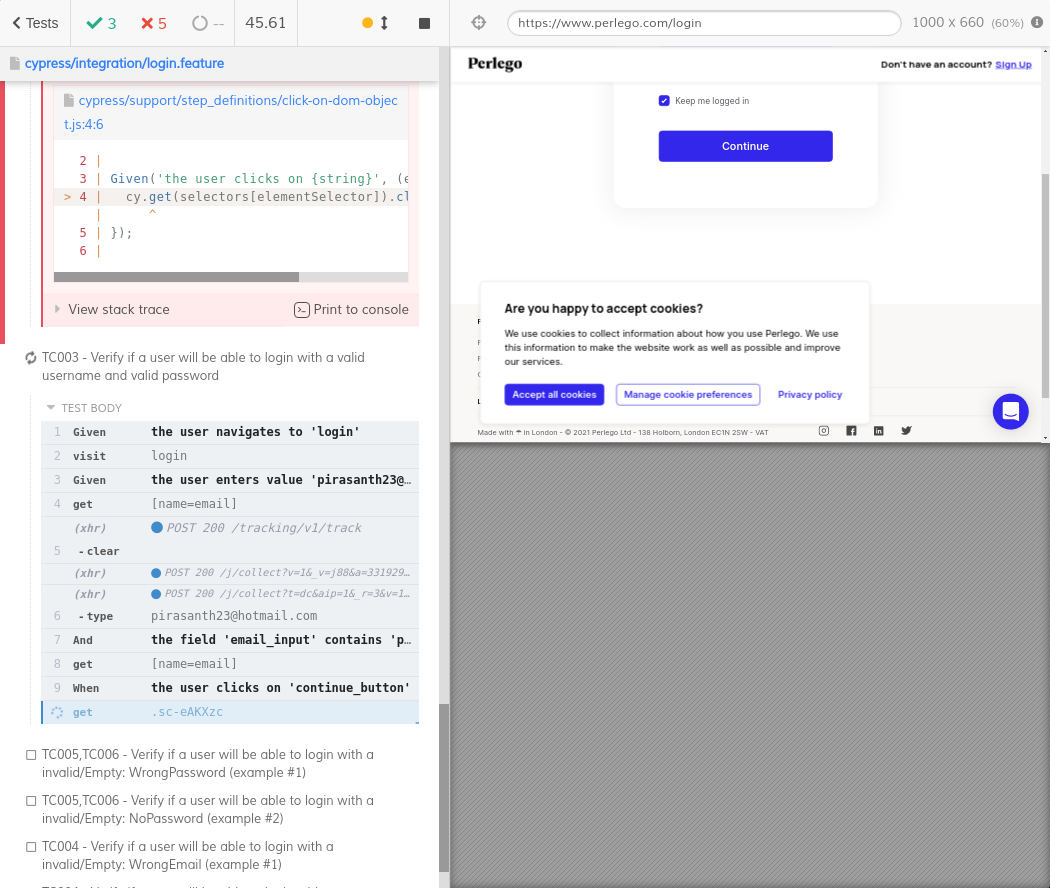 Tests 3 5 -- 45.61
https://www.perlego.com/login 1000 x 660 (60%)
cypress/integration/login.feature
cypress/support/step_definitions/click-on-dom-objec
t.js:4:6
2 |
3 | Given('the user clicks on {string}', (e
> 4 | cy.get(selectors[elementSelector]).cl
| ^
5 | });
6 |
View stack trace Print to console
TC003 - Verify if a user will be able to login with a valid
username and valid password
TEST BODY
1 Given the user navigates to 'login'
2 visit login
3 Given the user enters value 'pirasanth23@…
4 get [name=email]
(xhr) POST 200 /tracking/v1/track
5 -clear
(xhr) POST 200 /j/collect?v=1&_v=j88&a=331929…
(xhr) POST 200 /j/collect?t=dc&aip=1&_r=3&v=1…
6 -type pirasanth23@hotmail.com
7 And the field 'email_input' contains 'p…
8 get [name=email]
9 When the user clicks on 'continue_button'
get .sc-eAKXzc
TC005,TC006 - Verify if a user will be able to login with a
invalid/Empty: WrongPassword (example #1)
TC005,TC006 - Verify if a user will be able to login with a
invalid/Empty: NoPassword (example #2)
TC004 - Verify if a user will be able to login with a
invalid/Empty: WrongEmail (example #1)
Perlego Don't have an account? Sign Up
Keep me logged in
Continue
Are you happy to accept cookies?
We use cookies to collect information about how you use Perlego. We use
this information to make the website work as well as possible and improve
our services.
Accept all cookies Manage cookie preferences Privacy policy
Made with ☂ in London - © 2021 Perlego Ltd - 138 Holborn, London EC1N 2SW - VAT